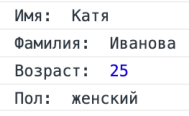 Имя:  Катя
Фамилия:  Иванова
Возраст:  25
Пол:  женский